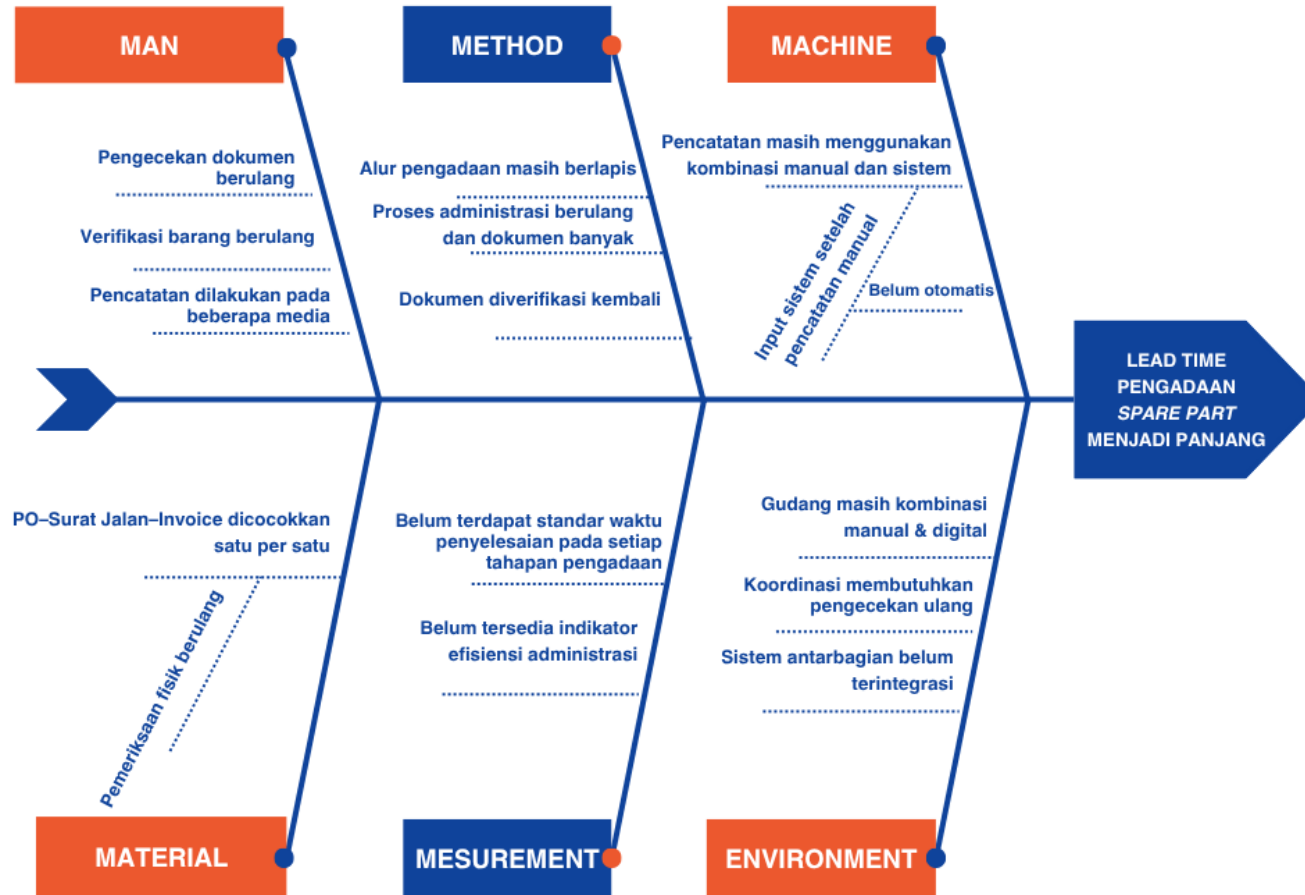 MAN
METHOD
MACHINE
Pengecekan dokumen
berulang
Verifikasi barang berulang
Pencatatan dilakukan pada
beberapa media
Alur pengadaan masih berlapis
Proses administrasi berulang
dan dokumen banyak
Dokumen diverifikasi kembali
Pencatatan masih menggunakan
kombinasi manual dan sistem
Input sistem setelah
pencatatan manual
Belum otomatis
LEAD TIME
PENGADAAN
SPARE PART
MENJADI PANJANG
PO–Surat Jalan–Invoice dicocokkan
satu per satu
Pemeriksaan fisik berulang
Belum terdapat standar waktu
penyelesaian pada setiap
tahapan pengadaan
Belum tersedia indikator
efisiensi administrasi
Gudang masih kombinasi
manual & digital
Koordinasi membutuhkan
pengecekan ulang
Sistem antarbagian belum
terintegrasi
MATERIAL
MESUREMENT
ENVIRONMENT